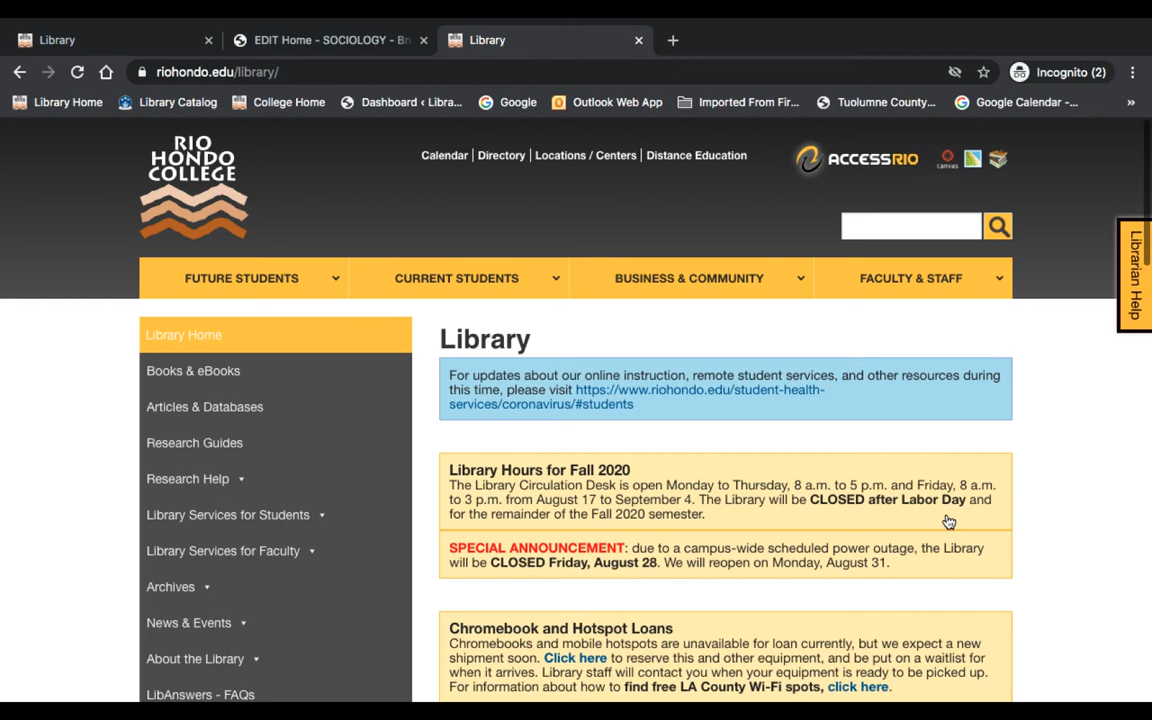 Library
EDIT Home - SOCIOLOGY - Br
Library
riohondo.edu/library/
Incognito (2)
Library Home
Library Catalog
College Home
Dashboard ‹ Libra...
Google
Outlook Web App
Imported From Fir...
Tuolumne County...
Google Calendar -...
»
RIO
HONDO
COLLEGE
Calendar | Directory | Locations / Centers | Distance Education
ACCESSRIO
canvas
FUTURE STUDENTS
CURRENT STUDENTS
BUSINESS & COMMUNITY
FACULTY & STAFF
Librarian Help
Library Home
Books & eBooks
Articles & Databases
Research Guides
Research Help
Library Services for Students
Library Services for Faculty
Archives
News & Events
About the Library
LibAnswers - FAQs
Library
For updates about our online instruction, remote student services, and other resources during
this time, please visit https://www.riohondo.edu/student-health-
services/coronavirus/#students
Library Hours for Fall 2020
The Library Circulation Desk is open Monday to Thursday, 8 a.m. to 5 p.m. and Friday, 8 a.m.
to 3 p.m. from August 17 to September 4. The Library will be CLOSED after Labor Day and
for the remainder of the Fall 2020 semester.
SPECIAL ANNOUNCEMENT: due to a campus-wide scheduled power outage, the Library
will be CLOSED Friday, August 28. We will reopen on Monday, August 31.
Chromebook and Hotspot Loans
Chromebooks and mobile hotspots are unavailable for loan currently, but we expect a new
shipment soon. Click here to reserve this and other equipment, and be put on a waitlist for
when it arrives. Library staff will contact you when your equipment is ready to be picked up.
For information about how to find free LA County Wi-Fi spots, click here.